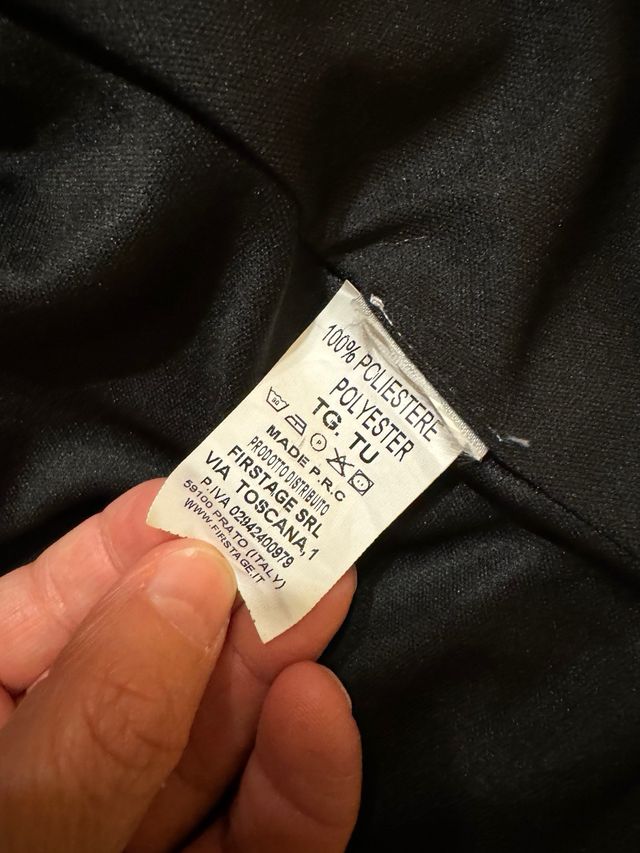 100% POLIESTERE
POLYESTER
TG. TU
MADE P.R.C
PRODOTTO DISTRIBUITO
FIRSTAGE SRL
VIA TOSCANA,1
P.IVA 02942400979
59100 PRATO (ITALY)
WWW.FIRSTAGE.IT